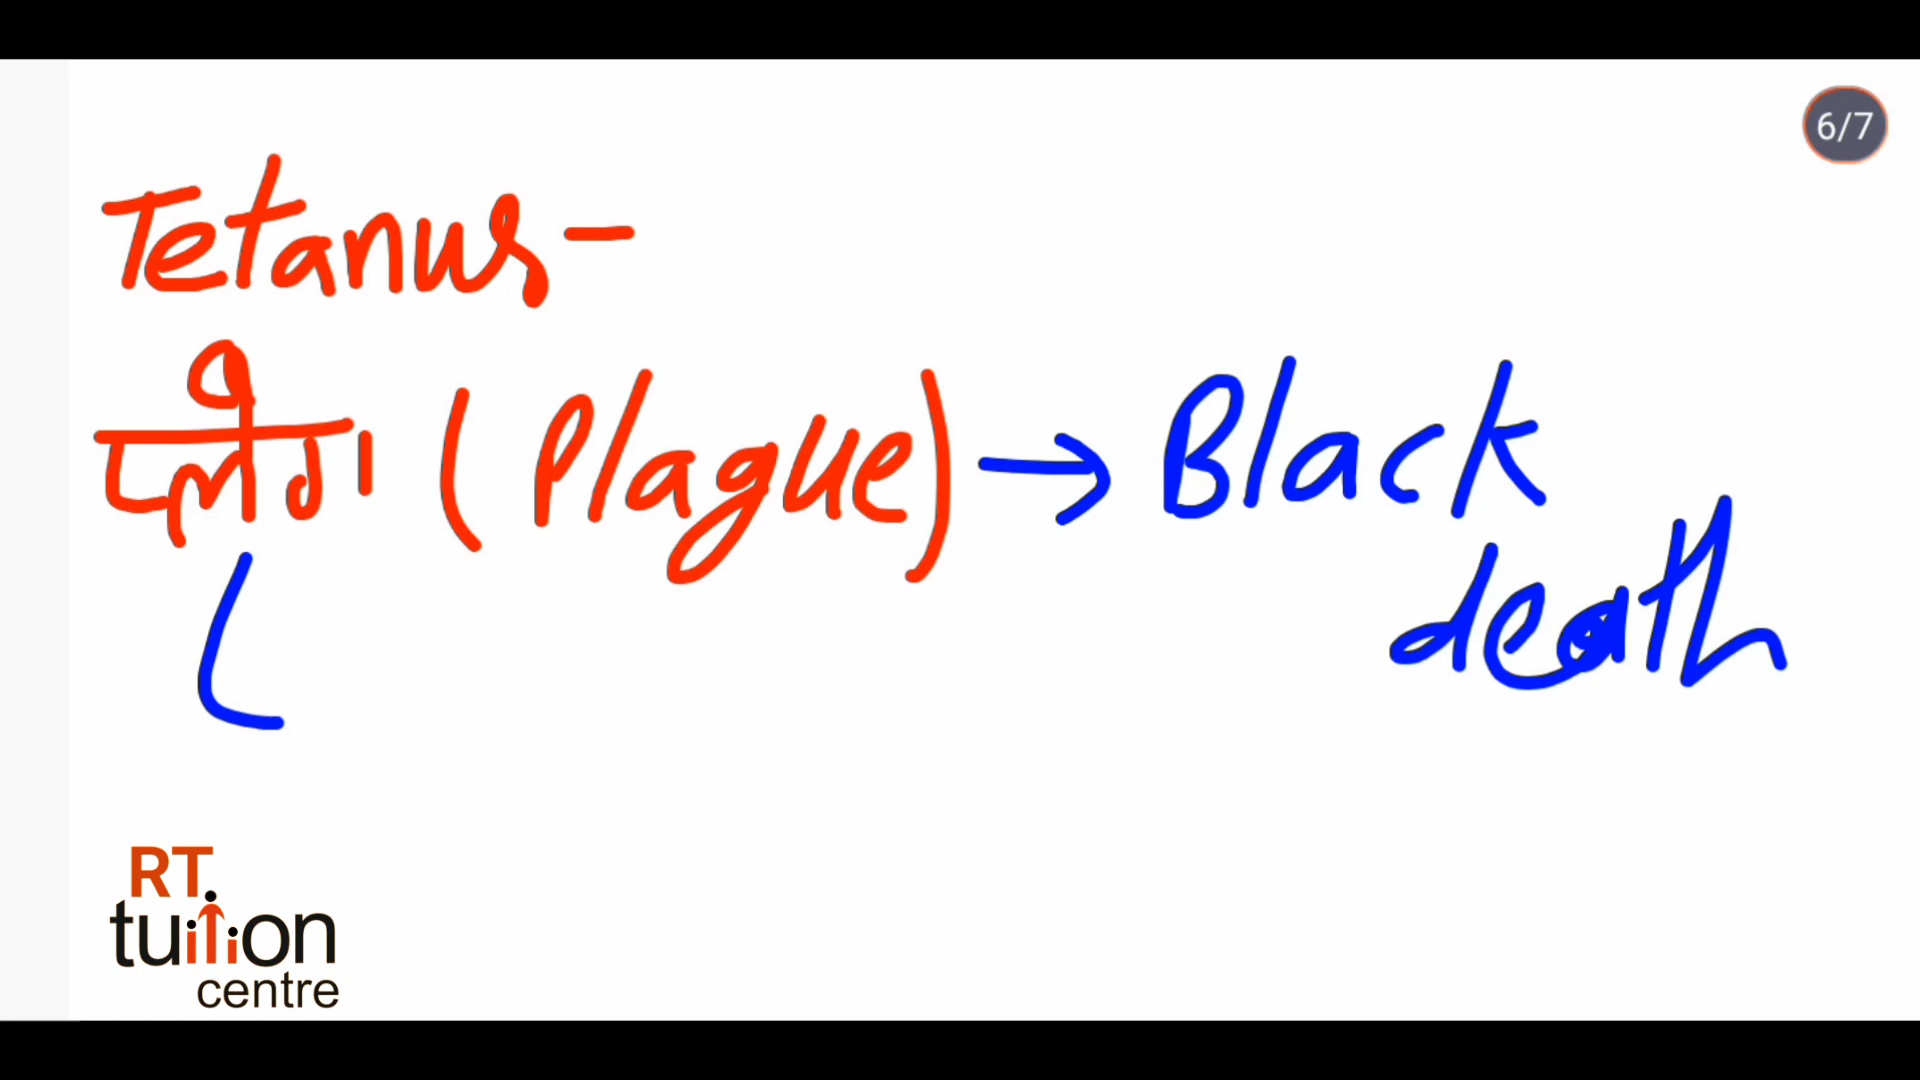 6/7
Tetanus -
प्लेग । ( Plague ) → Black
death
RT
tuition
centre